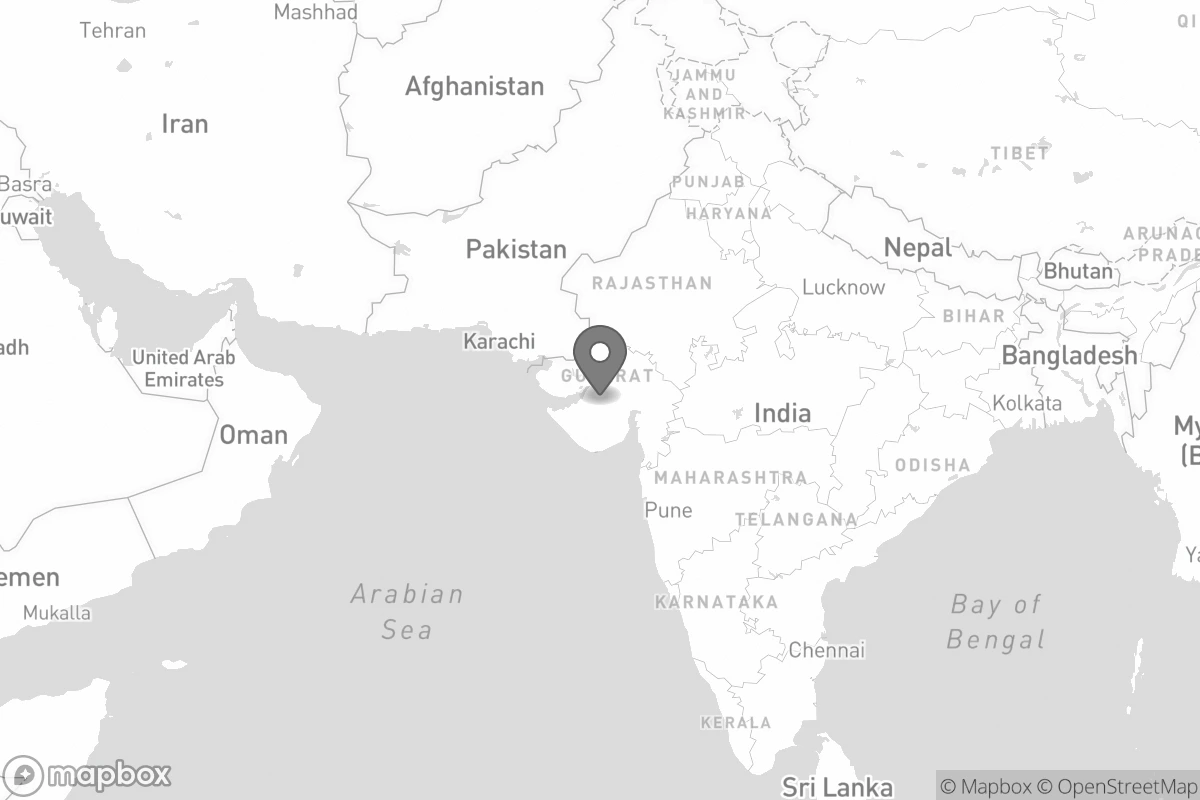 Mashhad
Tehran
QI
Afghanistan
JAMMU
AND
KASHMIR
Iran
TIBET
Basra
PUNJAB
uwait
HARYANA
ARUNAC
PRADE
Pakistan
Nepal
Bhutan
RAJASTHAN
Lucknow
BIHAR
Karachi
adh
United Arab
Emirates
Bangladesh
GU RAT
Kolkata
India
My
(B
Oman
ODISHA
MAHARASHTRA
Pune
TELANGANA
Ya
emen
Mukalla
Arabian
Sea
KARNATAKA
Bay of
Bengal
Chennai
KERALA
mapbox
Sri Lanka
© Mapbox © OpenStreetMap